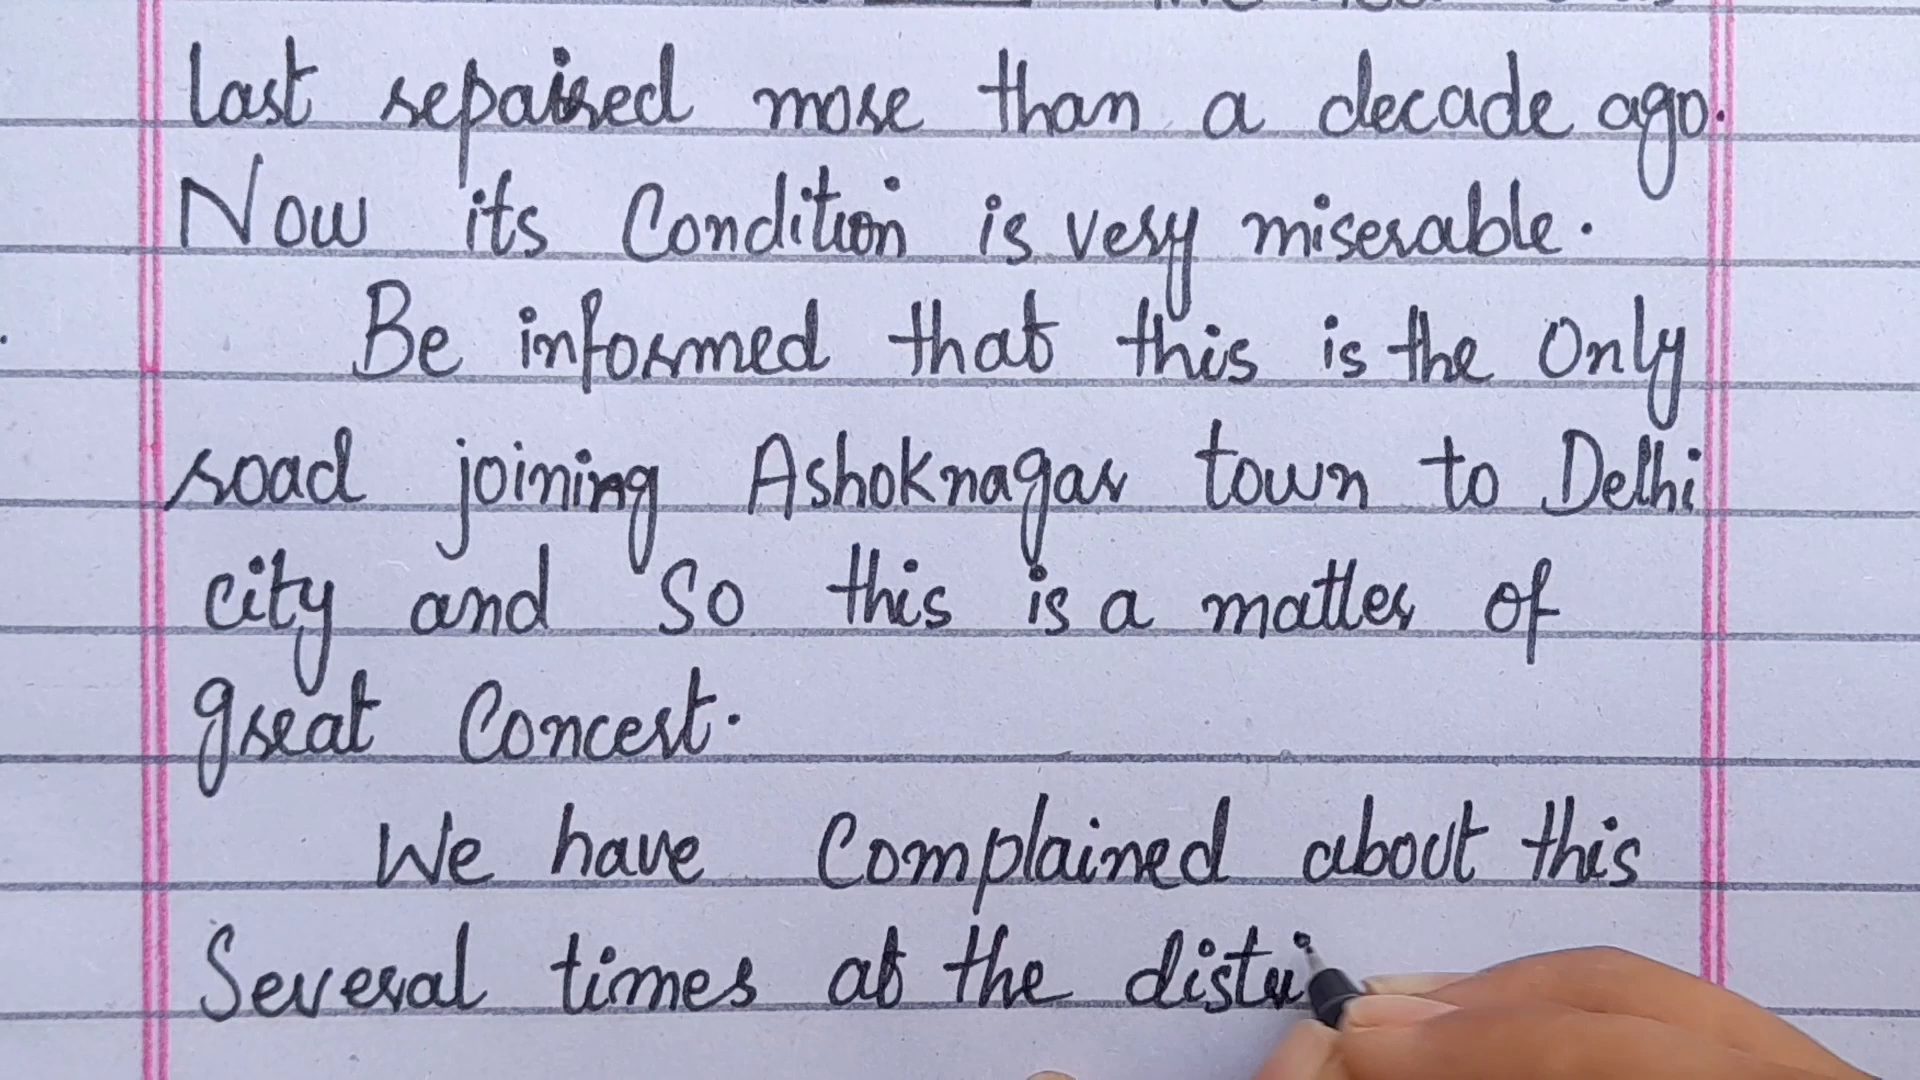 last repaired more than a decade ago.
Now its Condition is very miserable.
Be informed that this is the Only
road joining Ashoknagar town to Delhi
city and So this is a matter of
great Concert.
We have Complained about this
Several times at the distri